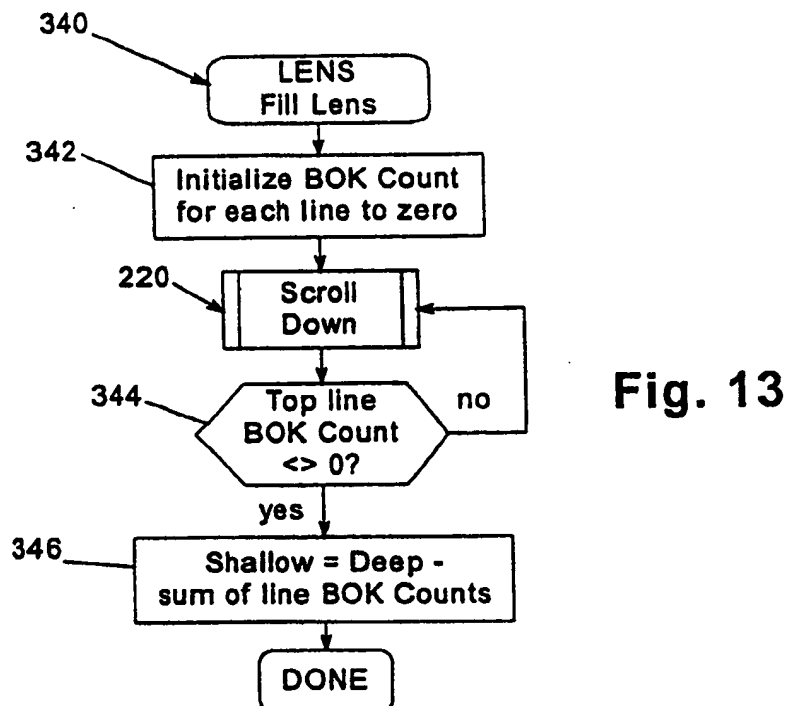 340
LENS
Fill Lens
342
Initialize BOK Count
for each line to zero
220
Scroll
Down
344
Top line
BOK Count
<> 0?
no
yes
346
Shallow = Deep -
sum of line BOK Counts
DONE
Fig. 13